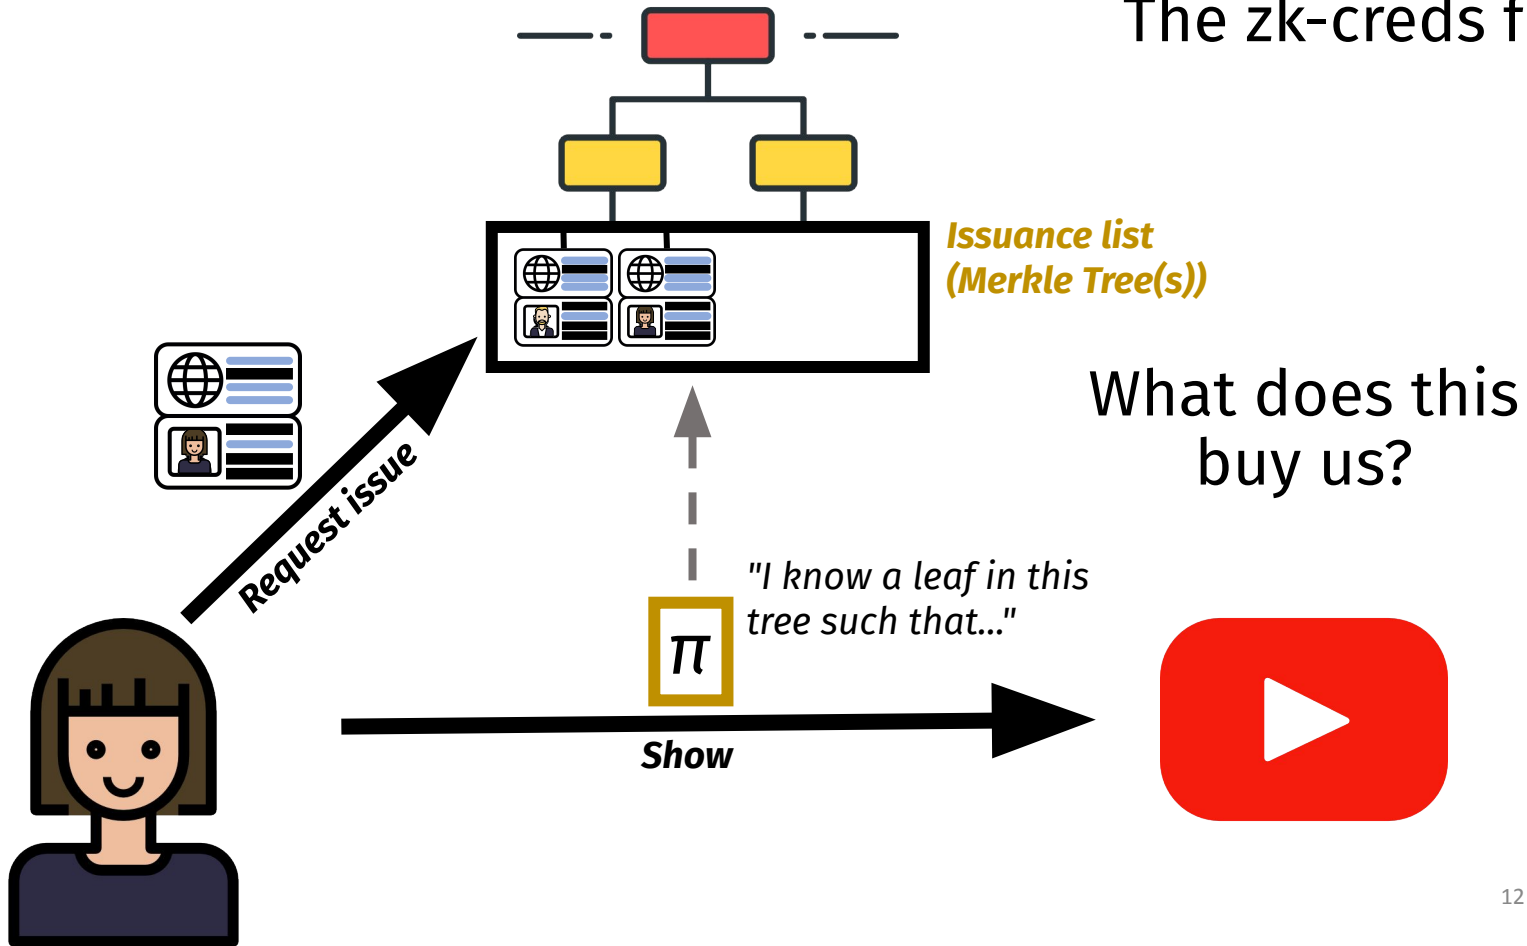 The zk-creds f
Issuance list
(Merkle Tree(s))
What does this
buy us?
Request issue
"I know a leaf in this
tree such that..."
π
Show
12